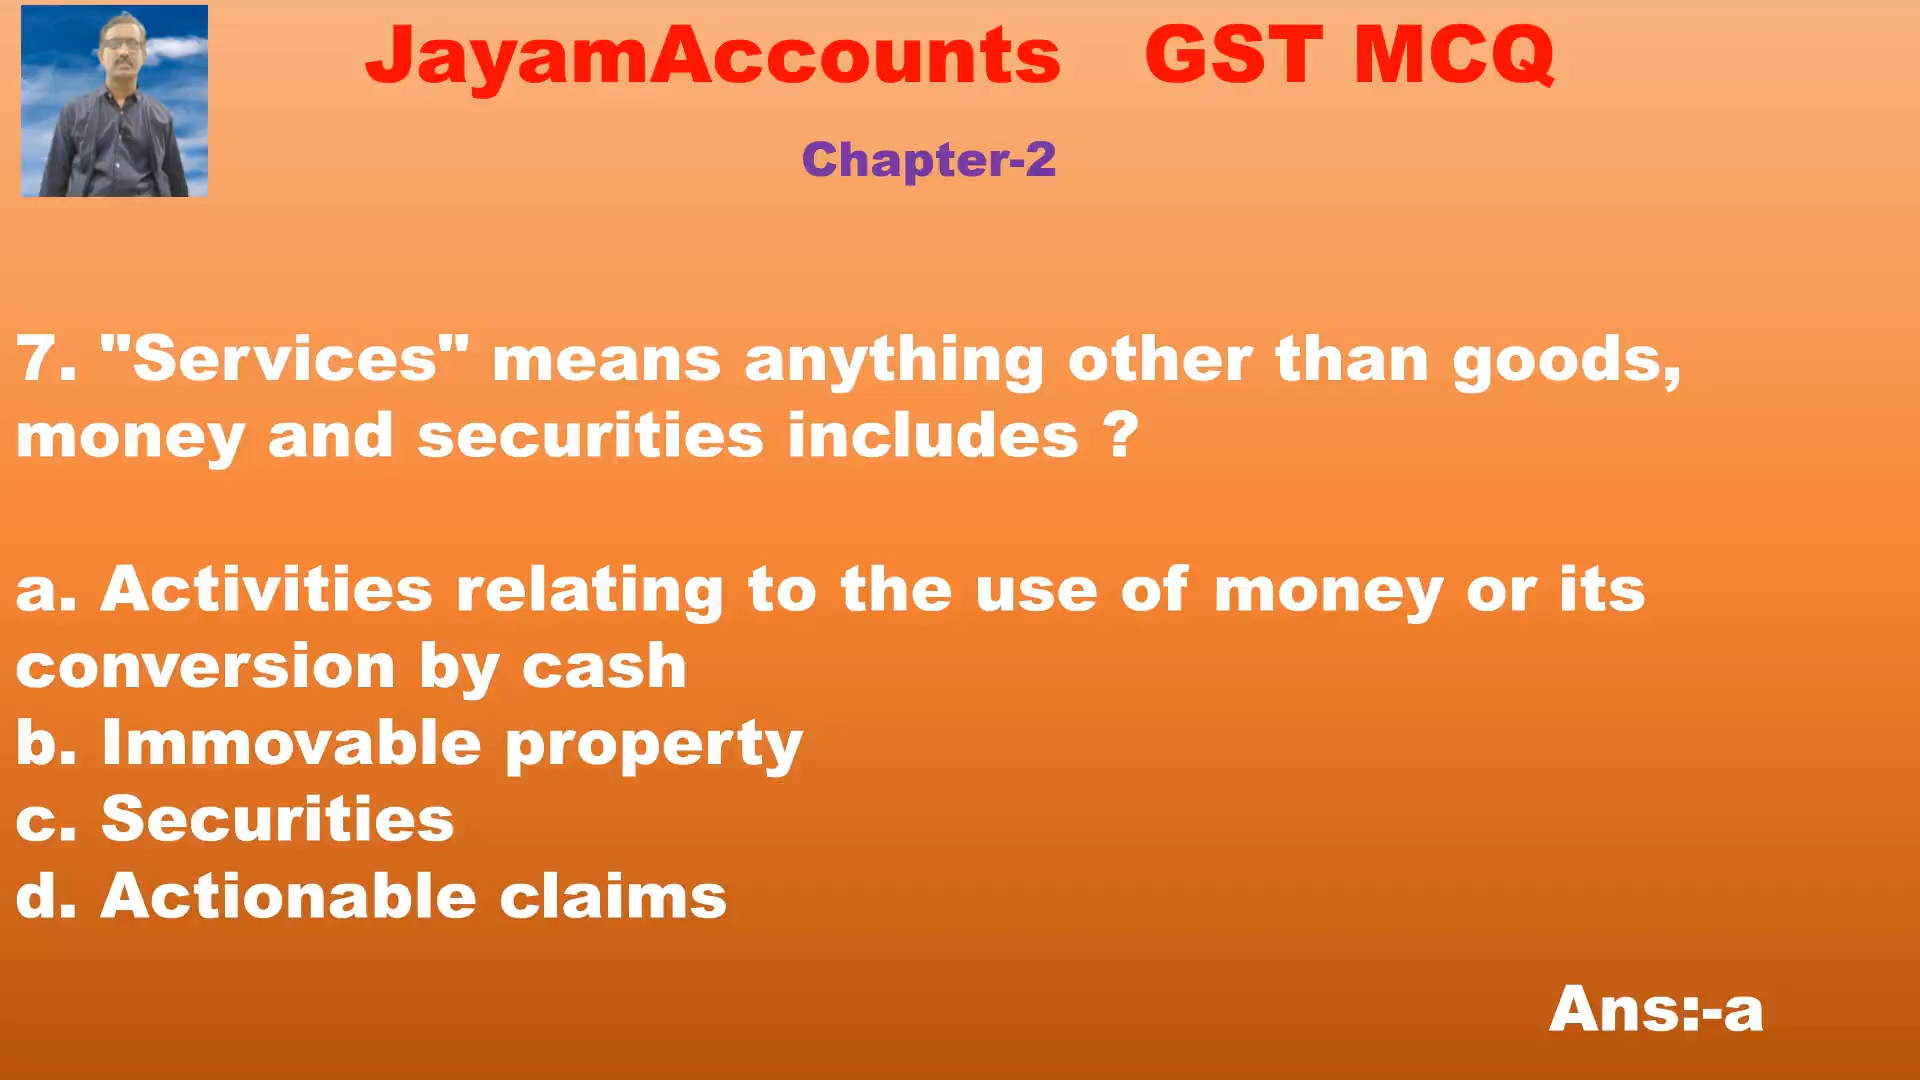 JayamAccounts GST MCQ
Chapter-2
7. "Services" means anything other than goods,
money and securities includes ?
a. Activities relating to the use of money or its
conversion by cash
b. Immovable property
c. Securities
d. Actionable claims
Ans:-a